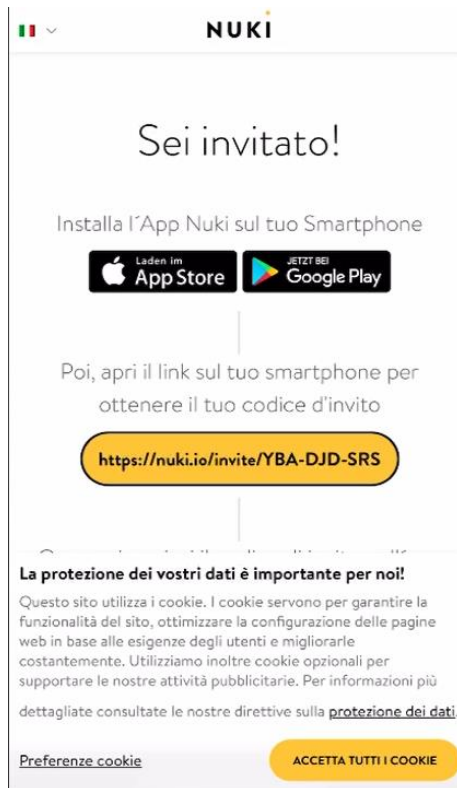 NUKI
Sei invitato!
Installa l´App Nuki sul tuo Smartphone
Laden im
App Store
JETZT BEI
Google Play
Poi, apri il link sul tuo smartphone per
ottenere il tuo codice d'invito
https://nuki.io/invite/YBA-DJD-SRS
La protezione dei vostri dati è importante per noi!
Questo sito utilizza i cookie. I cookie servono per garantire la
funzionalità del sito, ottimizzare la configurazione delle pagine
web in base alle esigenze degli utenti e migliorarle
costantemente. Utilizziamo inoltre cookie opzionali per
supportare le nostre attività pubblicitarie. Per informazioni più
dettagliate consultate le nostre direttive sulla protezione dei dati.
Preferenze cookie
ACCETTA TUTTI I COOKIE